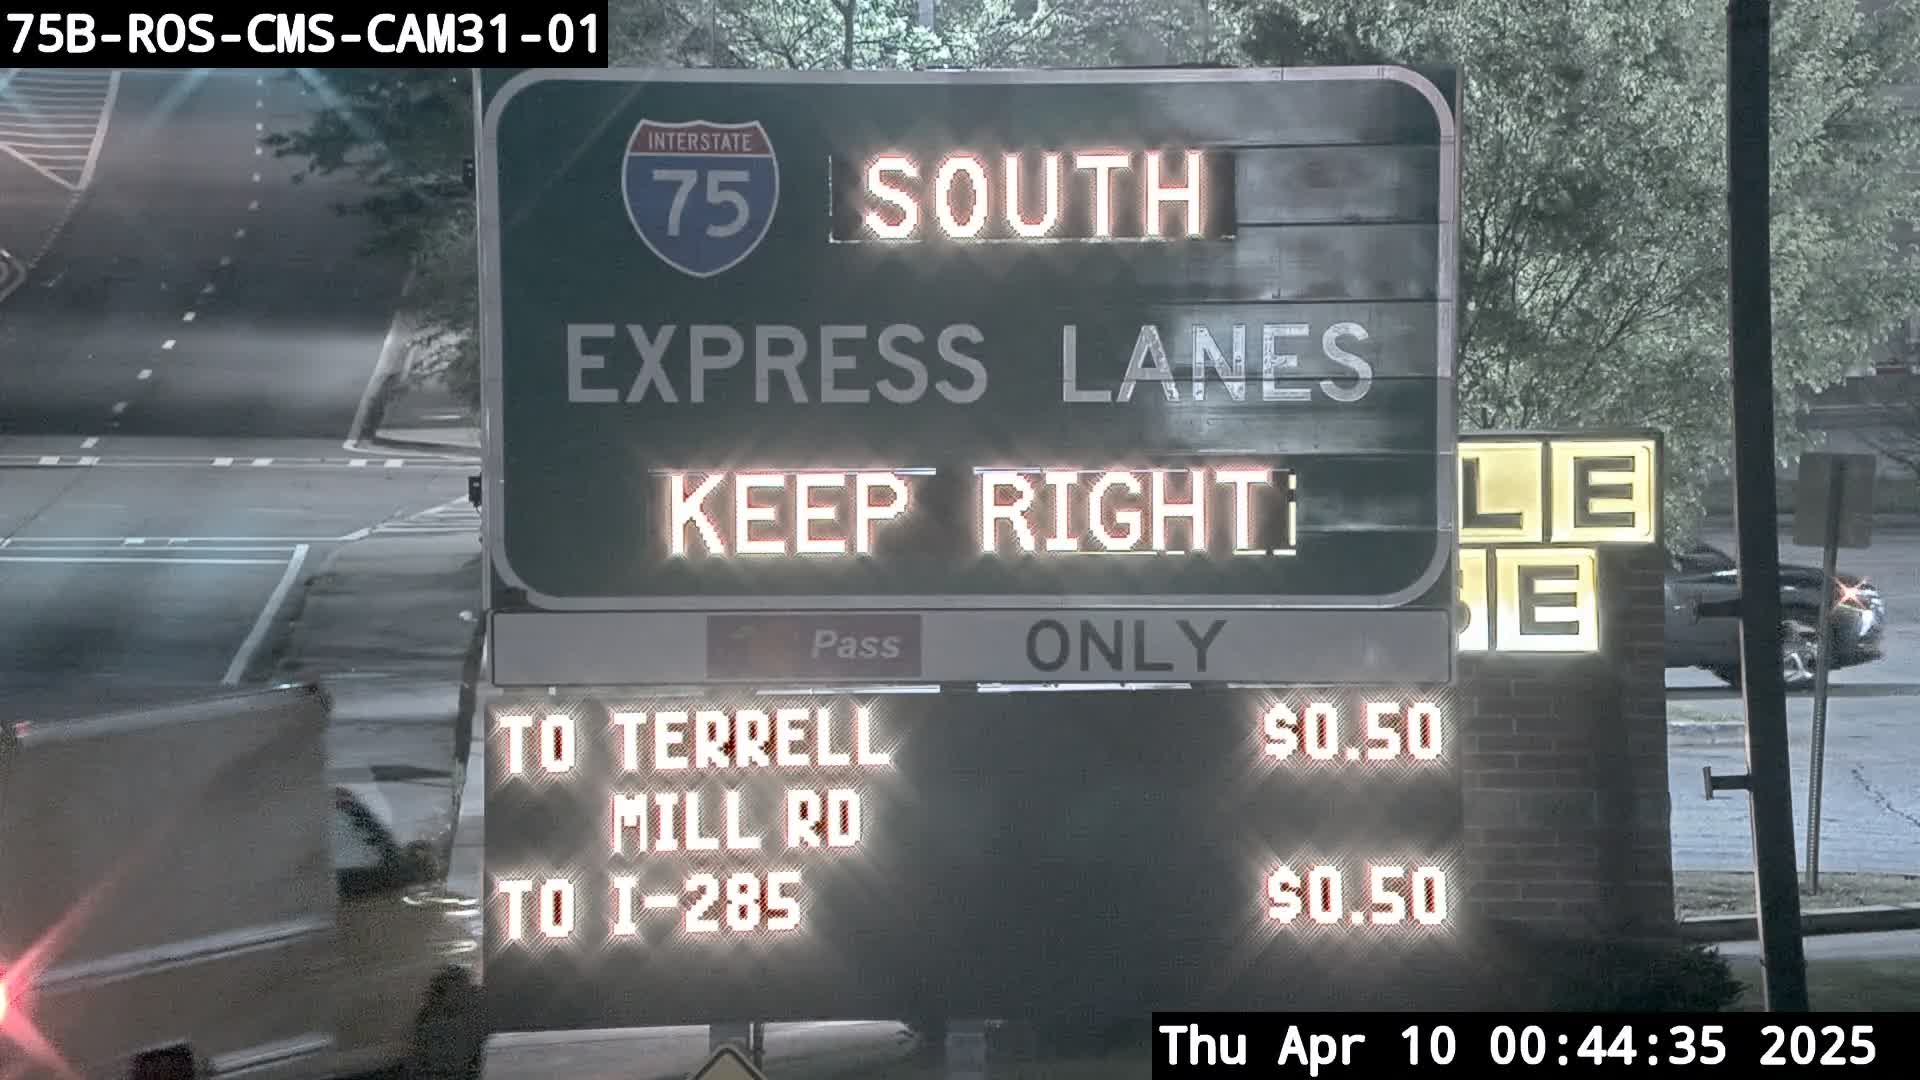 75B-ROS-CMS-CAM31-01
INTERSTATE
75
SOUTH
EXPRESS LANES
KEEP RIGHT
Pass ONLY
TO TERRELL $0.50
MILL RD
TO I-285 $0.50
LE
E
Thu Apr 10 00:44:35 2025